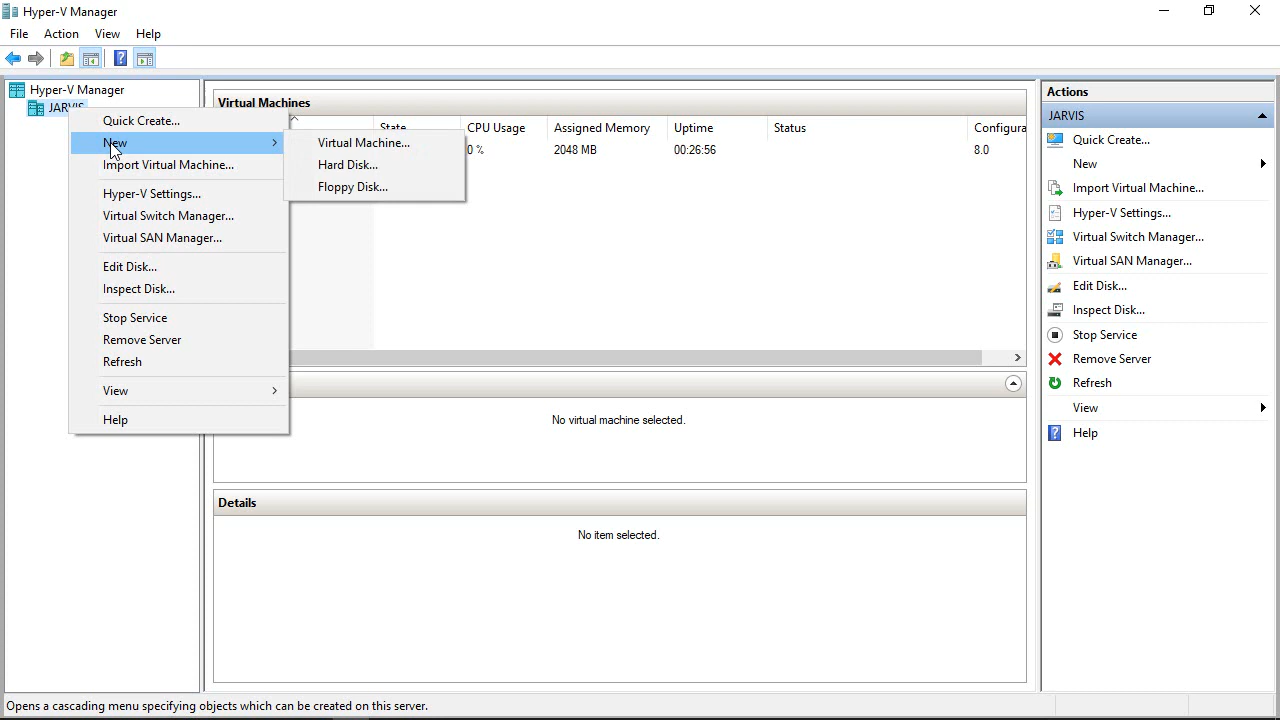 Hyper-V Manager
File Action View Help
Hyper-V Manager
JARVIS
Quick Create...
New
Import Virtual Machine...
Hyper-V Settings...
Virtual Switch Manager...
Virtual SAN Manager...
Edit Disk...
Inspect Disk...
Stop Service
Remove Server
Refresh
View
Help
Virtual Machine...
Hard Disk...
Floppy Disk...
Virtual Machines
State CPU Usage Assigned Memory Uptime Status Configura
0 % 2048 MB 00:26:56 8.0
No virtual machine selected.
Details
No item selected.
Actions
JARVIS
Quick Create...
New
Import Virtual Machine...
Hyper-V Settings...
Virtual Switch Manager...
Virtual SAN Manager...
Edit Disk...
Inspect Disk...
Stop Service
Remove Server
Refresh
View
Help
Opens a cascading menu specifying objects which can be created on this server.